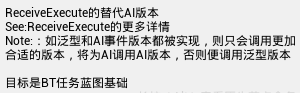 ReceiveExecute的替代AI版本
See:ReceiveExecute的更多详情
Note:：如泛型和AI事件版本都被实现，则只会调用更加
合适的版本，将为AI调用AI版本，否则便调用泛型版本
目标是BT任务蓝图基础